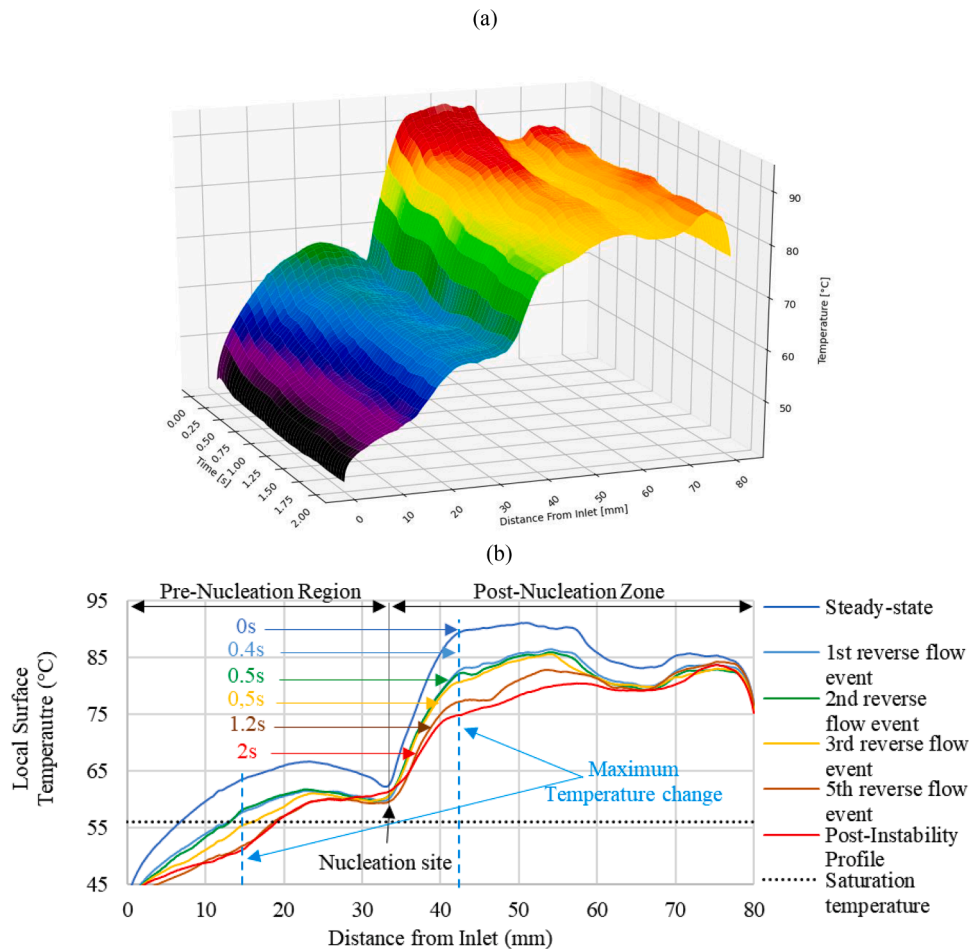 (a)
90
80
70
60
50
Temperature [°C]
0.00
0.25
0.50
0.75
1.00
1.25
1.50
1.75
2.00
Time [s]
0
10
20
30
40
50
60
70
80
Distance From Inlet [mm]
(b)
Pre-Nucleation Region
Post-Nucleation Zone
95
85
75
65
55
45
Local Surface
Temperautre (°C)
0s
0.4s
0.5s
0,5s
1.2s
2s
Maximum
Temperature change
Nucleation site
0
10
20
30
40
50
60
70
80
Distance from Inlet (mm)
Steady-state
1st reverse flow
event
2nd reverse
flow event
3rd reverse flow
event
5th reverse flow
event
Post-Instability
Profile
Saturation
temperature